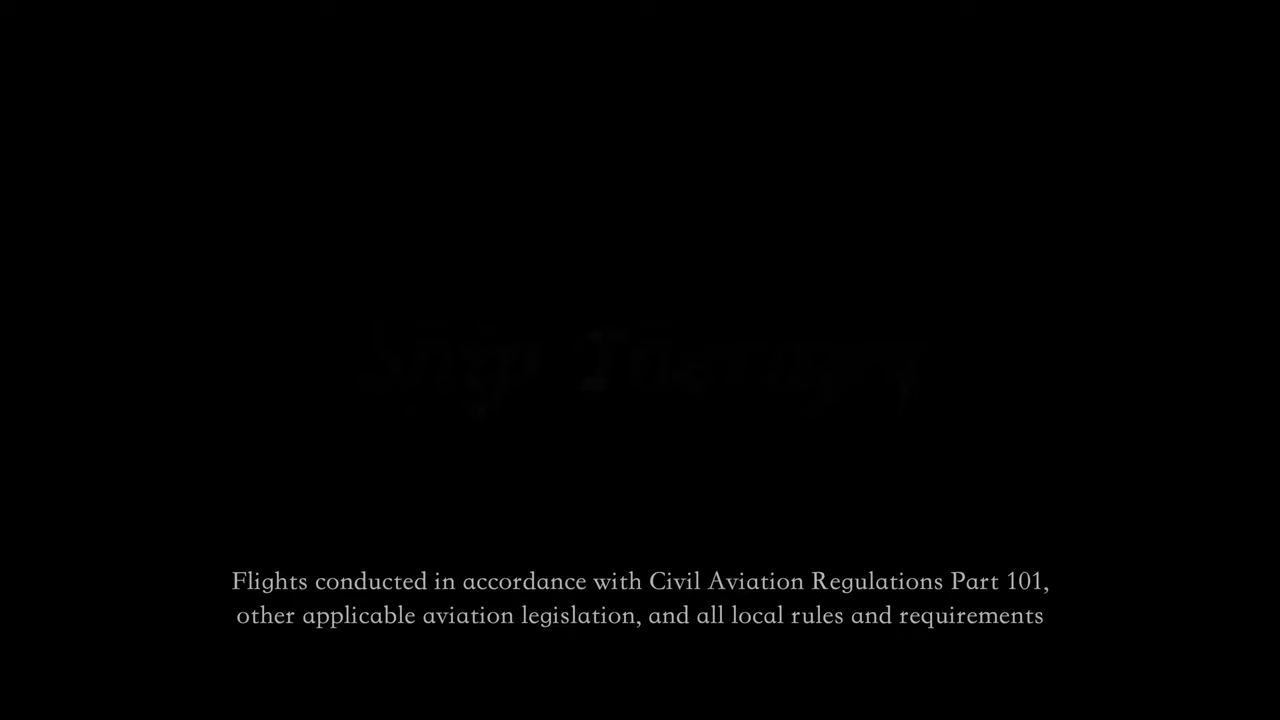 Flights conducted in accordance with Civil Aviation Regulations Part 101,
other applicable aviation legislation, and all local rules and requirements